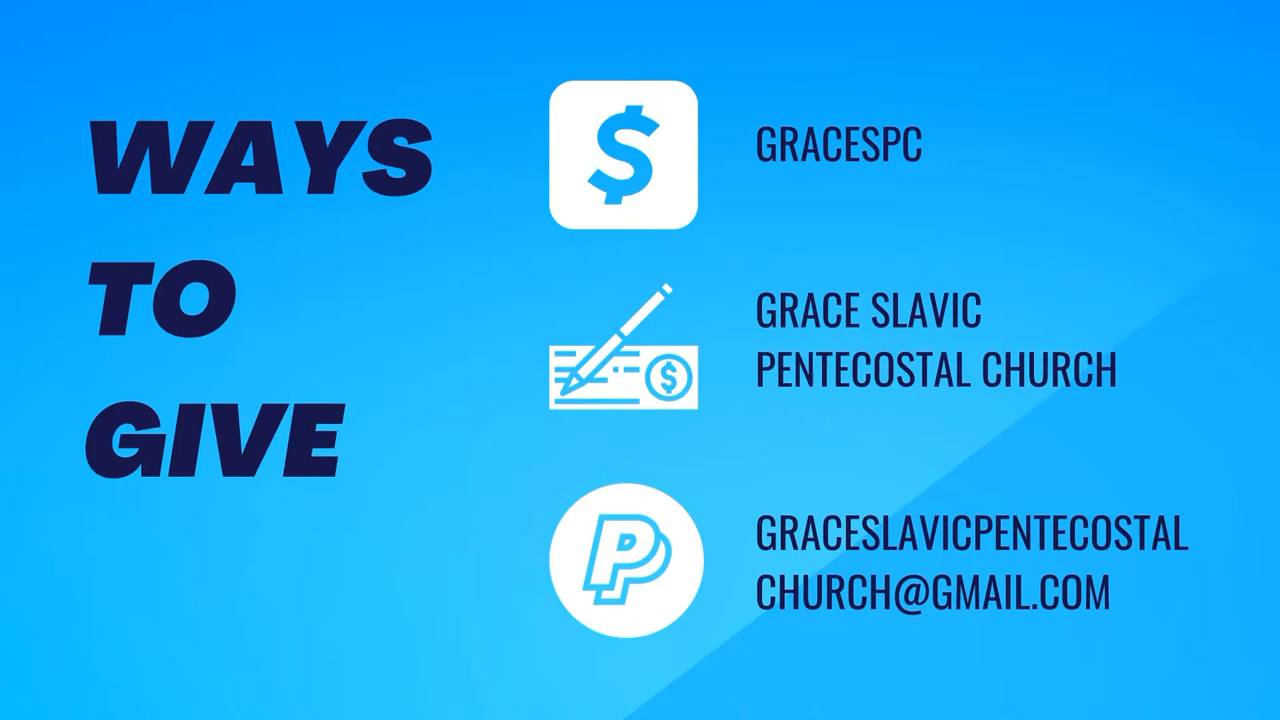 WAYS
TO
GIVE
$
GRACESPC
GRACE SLAVIC
PENTECOSTAL CHURCH
$
GRACESLAVICPENTECOSTAL
CHURCH@GMAIL.COM